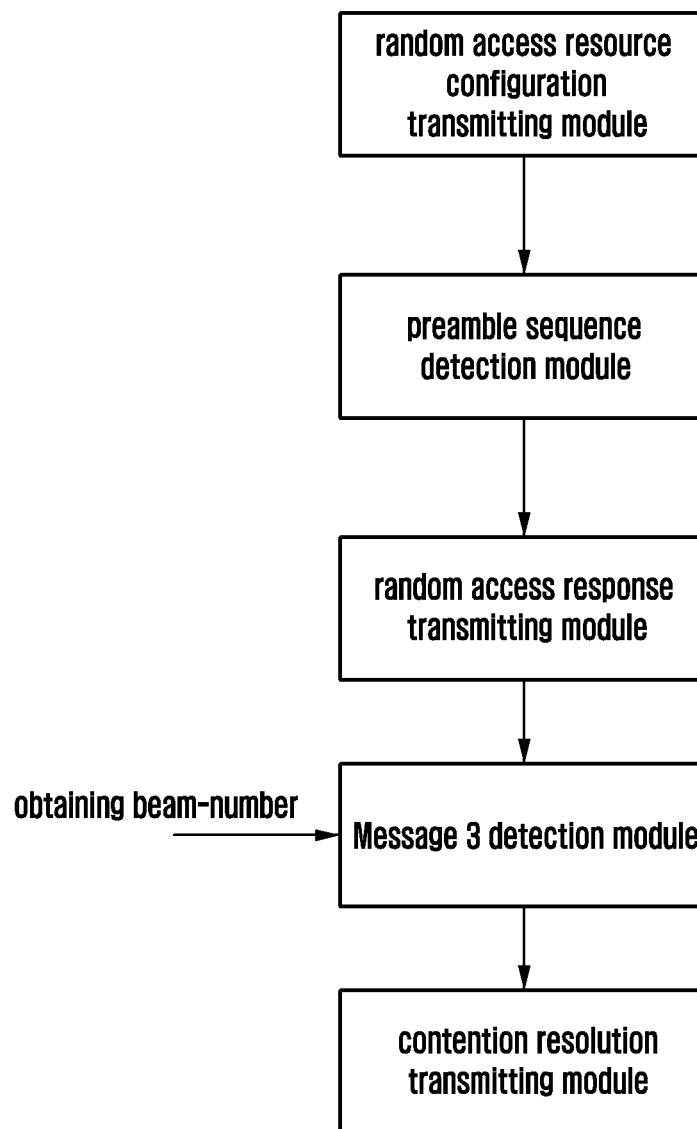 random access resource
configuration
transmitting module
preamble sequence
detection module
random access response
transmitting module
obtaining beam-number
Message 3 detection module
contention resolution
transmitting module